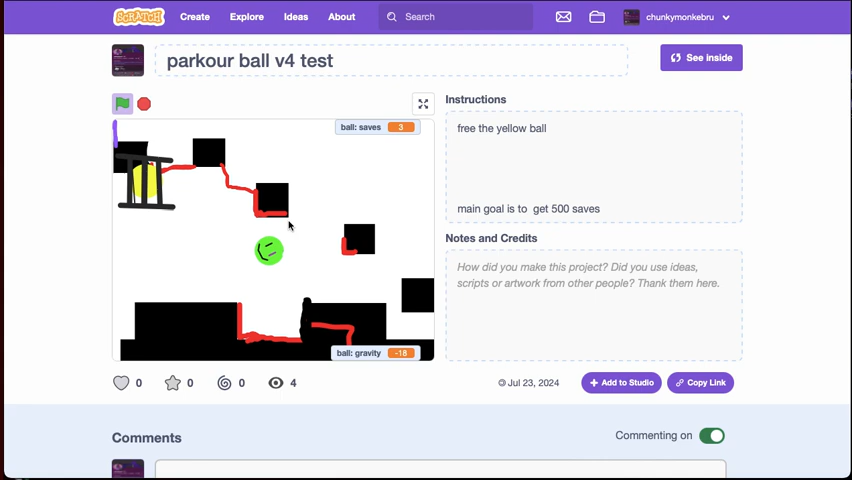 SCRATCH Create Explore Ideas About Search chunkymonkebru
parkour ball v4 test
See inside
ball: saves 3
ball: gravity -18
Instructions
free the yellow ball
main goal is to get 500 saves
Notes and Credits
How did you make this project? Did you use ideas,
scripts or artwork from other people? Thank them here.
0 0 0 4
© Jul 23, 2024
Add to Studio
Copy Link
Comments
Commenting on